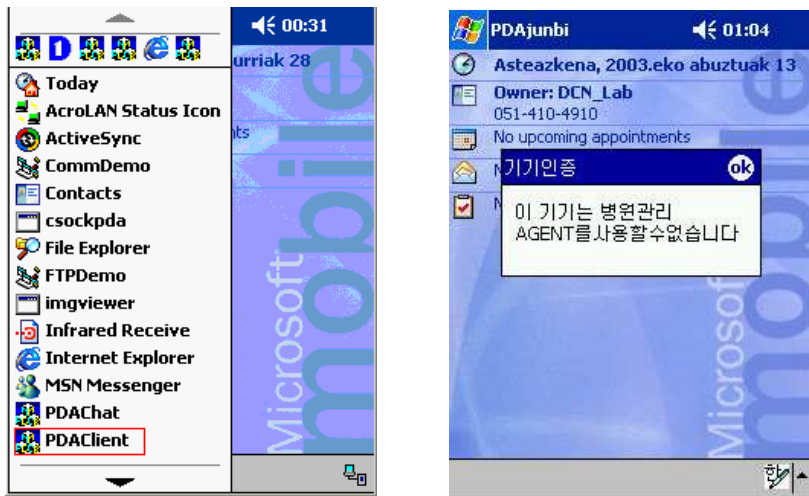 00:31
urriak 28
Today
AcroLAN Status Icon
ActiveSync
nts
CommDemo
Contacts
csockpda
File Explorer
FTPDemo
imgviewer
Infrared Receive
Internet Explorer
MSN Messenger
PDAChat
PDAClient
Microsoft
mobile
PDAjunbi
01:04
Asteazkena, 2003.eko abuztuak 13
Owner: DCN_Lab
051-410-4910
No upcoming appointments
N
기기인증
ok
N
이 기기는 병원관리
AGENT를사용할수없습니다
Microsoft
mobile
한